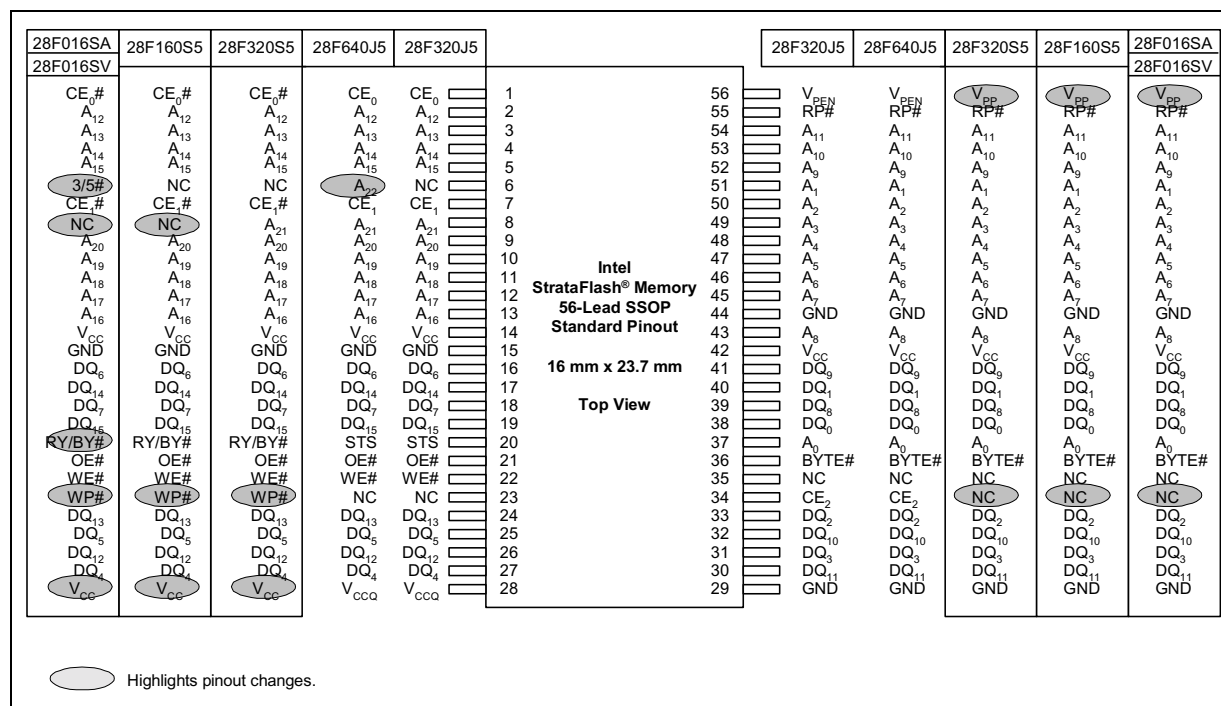 28F016SA 28F160S5 28F320S5 28F640J5 28F320J5 28F320J5 28F640J5 28F320S5 28F160S5 28F016SA
28F016SV 28F016SV
CE0# CE0# CE0# CE0 CE0 1 56 VPEN VPEN VPP VPP VPP
A12 A12 A12 A12 A12 2 55 RP# RP# RP# RP# RP#
A13 A13 A13 A13 A13 3 54 A11 A11 A11 A11 A11
A14 A14 A14 A14 A14 4 53 A10 A10 A10 A10 A10
A15 A15 A15 A15 A15 5 52 A9 A9 A9 A9 A9
3/5# NC NC A22 NC 6 51 A1 A1 A1 A1 A1
CE1# CE1# CE1# CE1 CE1 7 50 A2 A2 A2 A2 A2
NC NC A21 A21 A21 8 49 A3 A3 A3 A3 A3
A20 A20 A20 A20 A20 9 48 A4 A4 A4 A4 A4
A19 A19 A19 A19 A19 10 47 A5 A5 A5 A5 A5
A18 A18 A18 A18 A18 11 46 A6 A6 A6 A6 A6
A17 A17 A17 A17 A17 12 45 A7 A7 A7 A7 A7
A16 A16 A16 A16 A16 13 44 GND GND GND GND GND
VCC VCC VCC VCC VCC 14 43 A8 A8 A8 A8 A8
GND GND GND GND GND 15 42 VCC VCC VCC VCC VCC
DQ6 DQ6 DQ6 DQ6 DQ6 16 41 DQ9 DQ9 DQ9 DQ9 DQ9
DQ14 DQ14 DQ14 DQ14 DQ14 17 40 DQ1 DQ1 DQ1 DQ1 DQ1
DQ7 DQ7 DQ7 DQ7 DQ7 18 39 DQ8 DQ8 DQ8 DQ8 DQ8
DQ15 DQ15 DQ15 DQ15 DQ15 19 38 DQ0 DQ0 DQ0 DQ0 DQ0
RY/BY# RY/BY# RY/BY# STS STS 20 37 A0 A0 A0 A0 A0
OE# OE# OE# OE# OE# 21 36 BYTE# BYTE# BYTE# BYTE# BYTE#
WE# WE# WE# WE# WE# 22 35 NC NC NC NC NC
WP# WP# WP# NC NC 23 34 CE2 CE2 NC NC NC
DQ13 DQ13 DQ13 DQ13 DQ13 24 33 DQ2 DQ2 DQ2 DQ2 DQ2
DQ5 DQ5 DQ5 DQ5 DQ5 25 32 DQ10 DQ10 DQ10 DQ10 DQ10
DQ12 DQ12 DQ12 DQ12 DQ12 26 31 DQ3 DQ3 DQ3 DQ3 DQ3
DQ4 DQ4 DQ4 DQ4 DQ4 27 30 DQ11 DQ11 DQ11 DQ11 DQ11
VCC VCC VCC VCCQ VCCQ 28 29 GND GND GND GND GND
Intel
StrataFlash® Memory
56-Lead SSOP
Standard Pinout
16 mm x 23.7 mm
Top View
Highlights pinout changes.